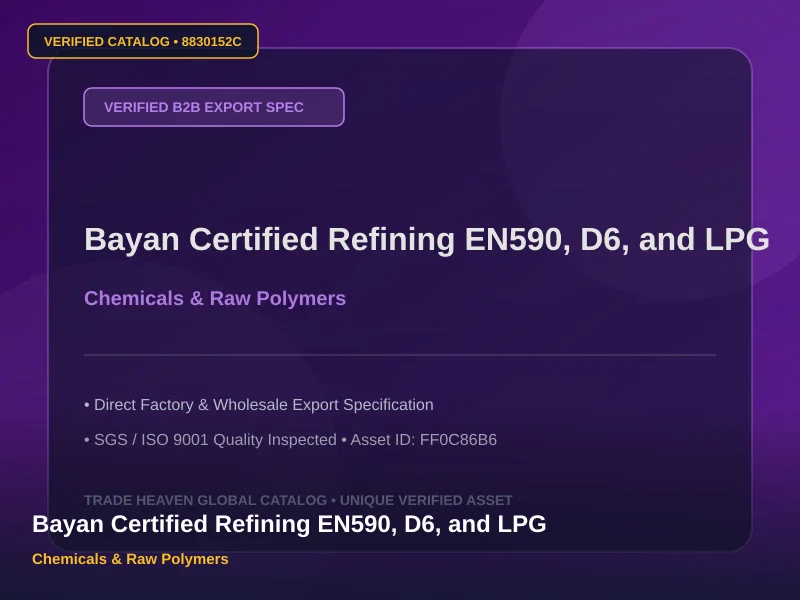 VERIFIED CATALOG • 8830152C
VERIFIED B2B EXPORT SPEC
Bayan Certified Refining EN590, D6, and LPG
Chemicals & Raw Polymers
• Direct Factory & Wholesale Export Specification
• SGS / ISO 9001 Quality Inspected • Asset ID: FF0C86B6
TRADE HEAVEN GLOBAL CATALOG • UNIQUE VERIFIED ASSET
Bayan Certified Refining EN590, D6, and LPG
Chemicals & Raw Polymers